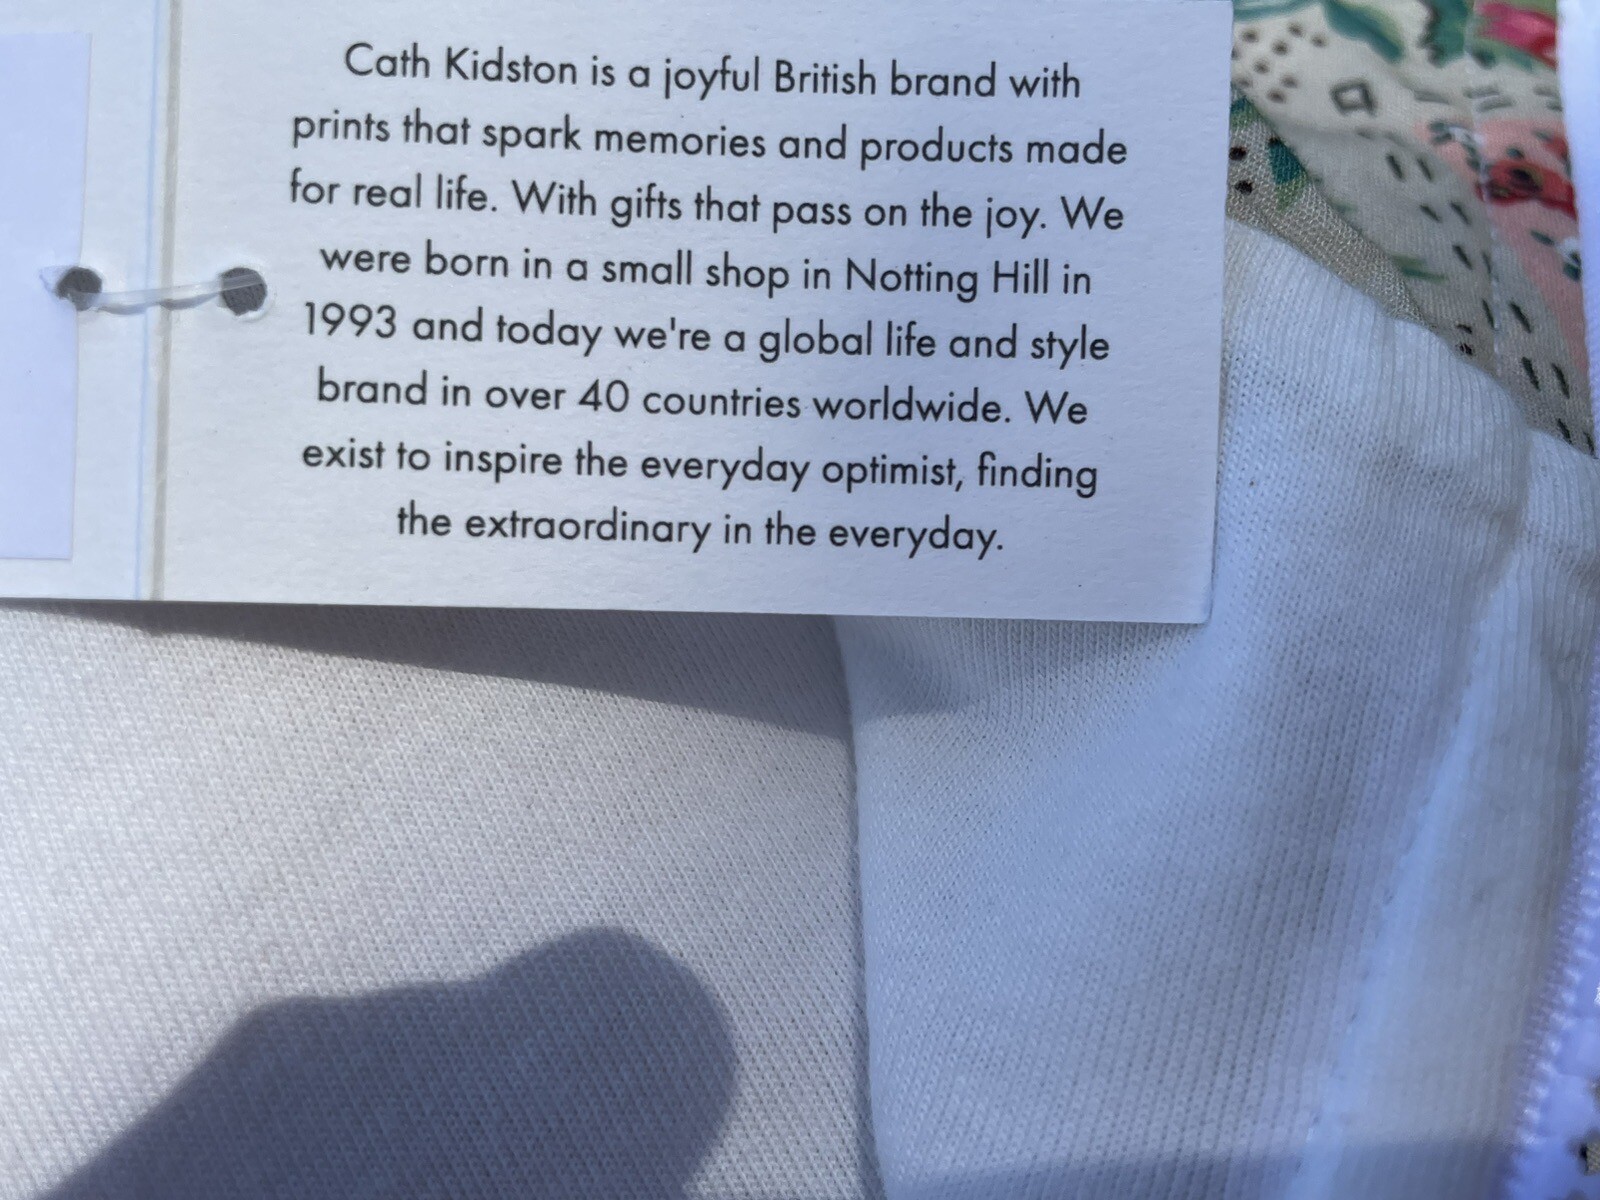 Cath Kidston is a joyful British brand with
prints that spark memories and products made
for real life. With gifts that pass on the joy. We
were born in a small shop in Notting Hill in
1993 and today we're a global life and style
brand in over 40 countries worldwide. We
exist to inspire the everyday optimist, finding
the extraordinary in the everyday.